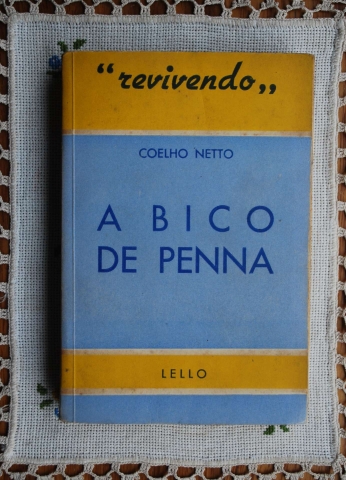 “revivendo„
COELHO NETTO
A BICO
DE PENNA
LELLO